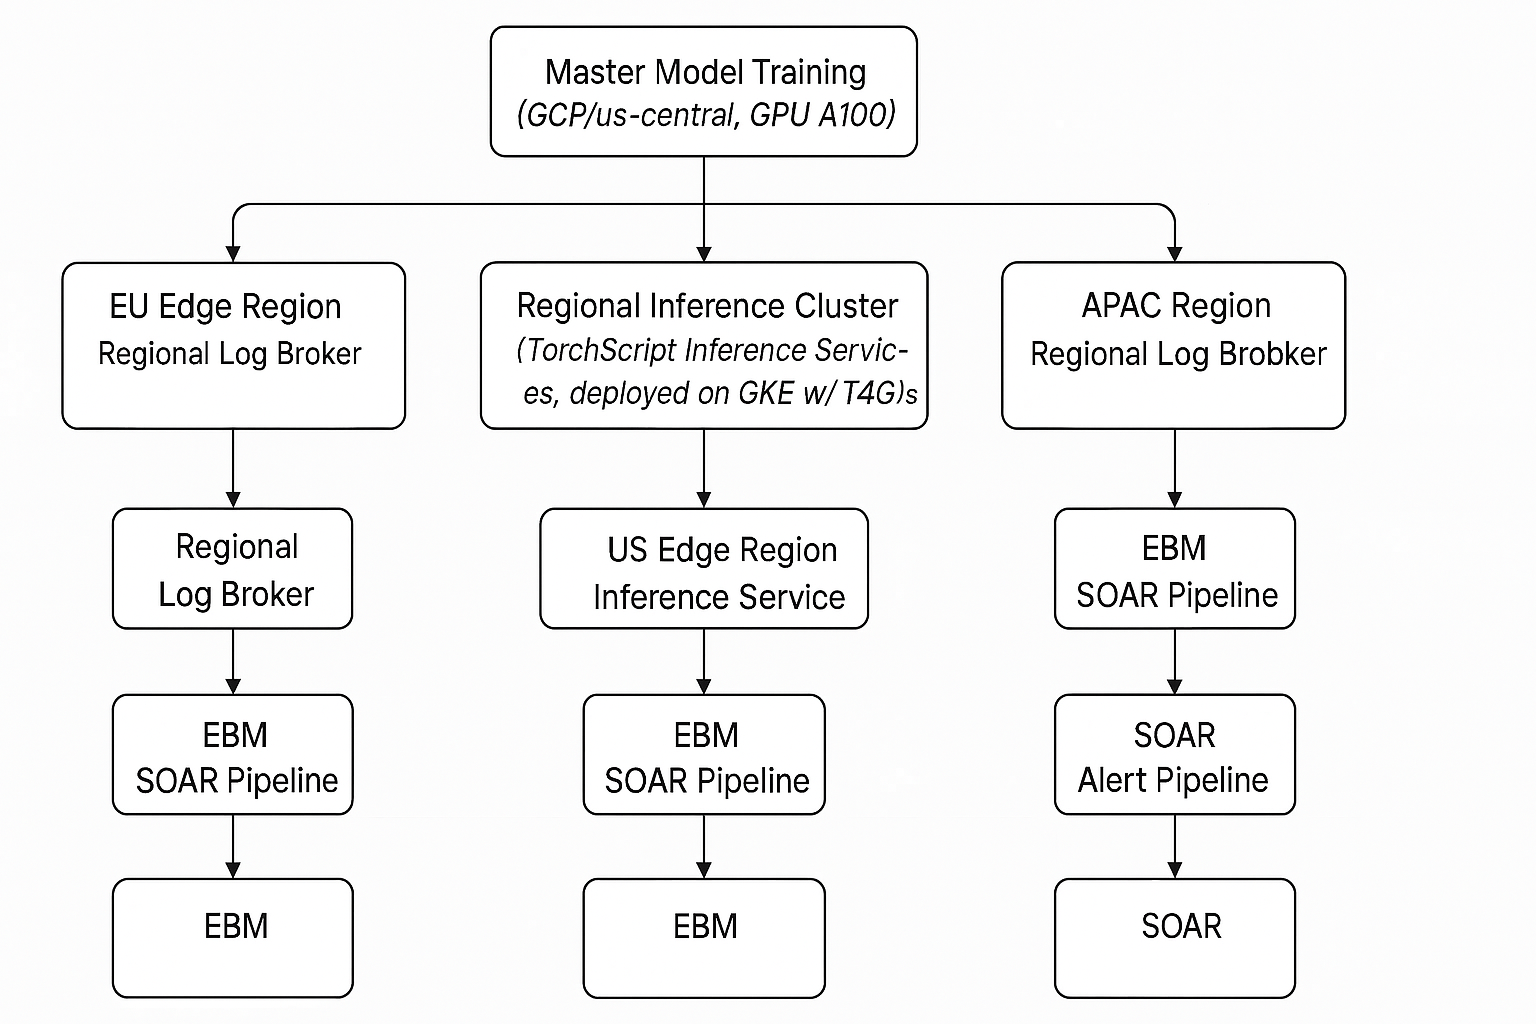 Master Model Training
(GCP/us-central, GPU A100)
EU Edge Region
Regional Log Broker
Regional Inference Cluster
(TorchScript Inference Servic-
es, deployed on GKE w/ T4G)s
APAC Region
Regional Log Brobker
Regional
Log Broker
US Edge Region
Inference Service
EBM
SOAR Pipeline
EBM
SOAR Pipeline
EBM
SOAR Pipeline
SOAR
Alert Pipeline
EBM
EBM
SOAR